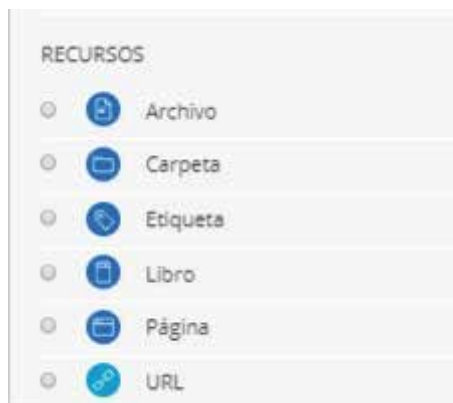 RECURSOS
Archivo
Carpeta
Etiqueta
Libro
Página
URL